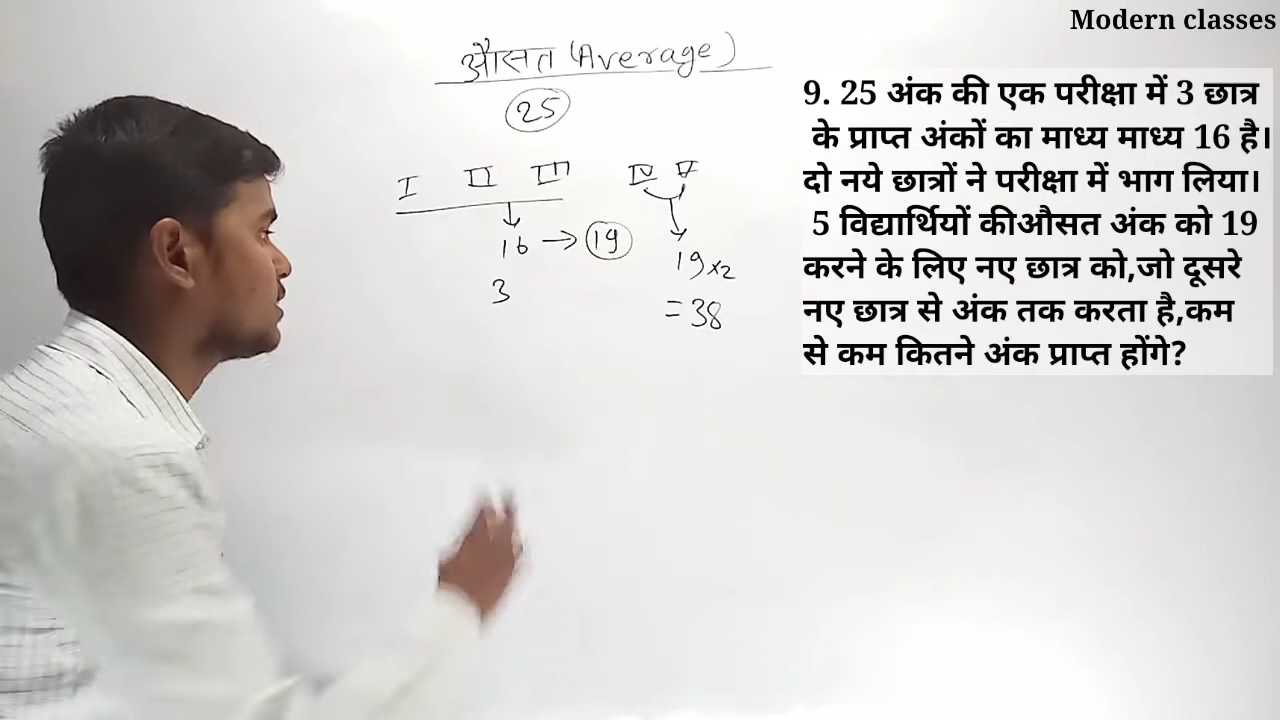 Modern classes
औसत (Average)
25
I II III IV V
16 → 19
19×2
3
= 38
9. 25 अंक की एक परीक्षा में 3 छात्र
के प्राप्त अंकों का माध्य माध्य 16 है।
दो नये छात्रों ने परीक्षा में भाग लिया।
5 विद्यार्थियों कीऔसत अंक को 19
करने के लिए नए छात्र को,जो दूसरे
नए छात्र से अंक तक करता है,कम
से कम कितने अंक प्राप्त होंगे?